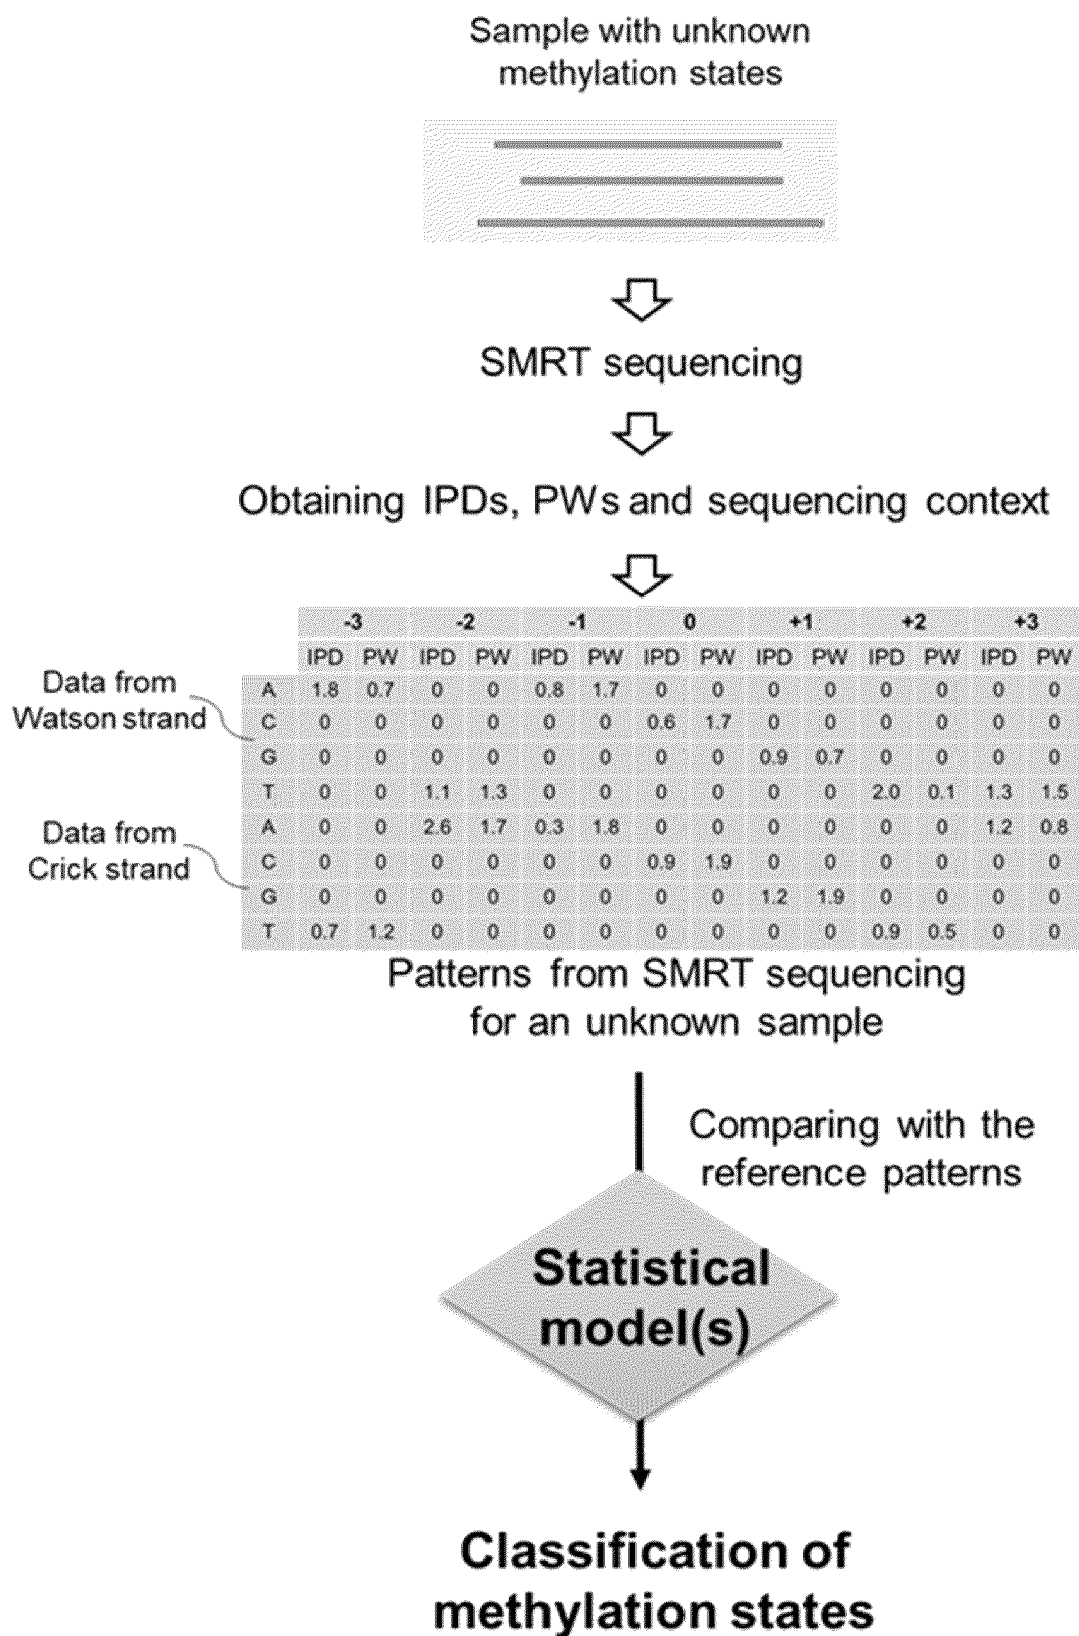 Sample with unknown
methylation states
SMRT sequencing
Obtaining IPDs, PWs and sequencing context
-3 -2 -1 0 +1 +2 +3
IPD PW IPD PW IPD PW IPD PW IPD PW IPD PW IPD PW
Data from
Watson strand
A 1.8 0.7 0 0 0.8 1.7 0 0 0 0 0 0 0 0
C 0 0 0 0 0 0 0.6 1.7 0 0 0 0 0 0
G 0 0 0 0 0 0 0 0 0.9 0.7 0 0 0 0
T 0 0 1.1 1.3 0 0 0 0 0 0 2.0 0.1 1.3 1.5
Data from
Crick strand
A 0 0 2.6 1.7 0.3 1.8 0 0 0 0 0 0 1.2 0.8
C 0 0 0 0 0 0 0.9 1.9 0 0 0 0 0 0
G 0 0 0 0 0 0 0 0 1.2 1.9 0 0 0 0
T 0.7 1.2 0 0 0 0 0 0 0 0 0.9 0.5 0 0
Patterns from SMRT sequencing
for an unknown sample
Comparing with the
reference patterns
Statistical
model(s)
Classification of
methylation states